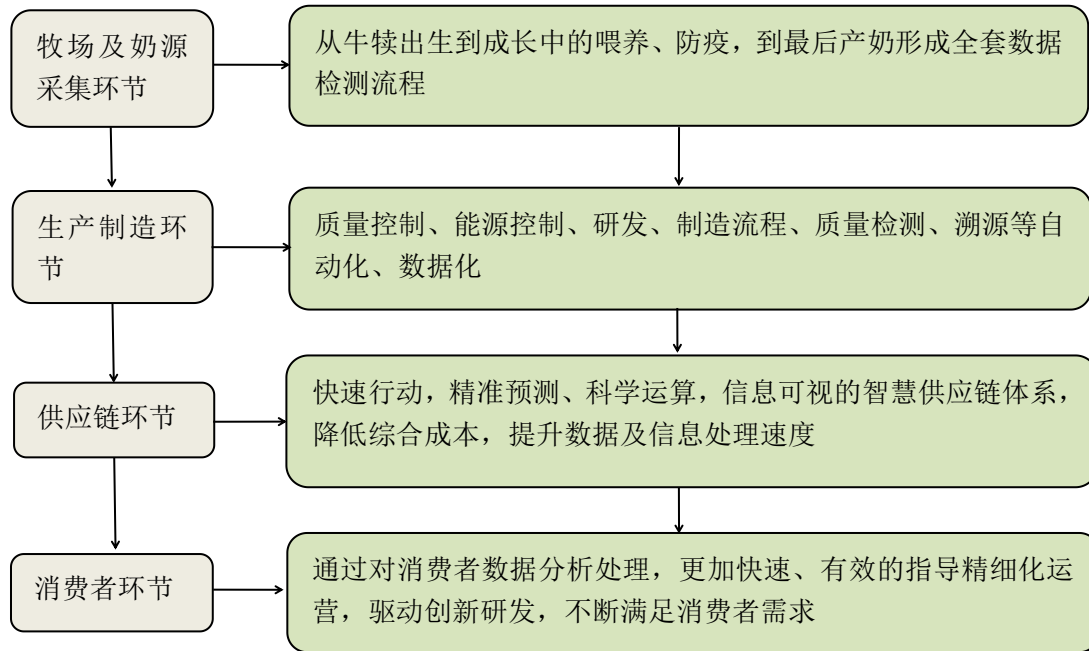 牧场及奶源
采集环节
从牛犊出生到成长中的喂养、防疫，到最后产奶形成全套数据
检测流程
生产制造环
节
质量控制、能源控制、研发、制造流程、质量检测、溯源等自
动化、数据化
供应链环节
快速行动，精准预测、科学运算，信息可视的智慧供应链体系，
降低综合成本，提升数据及信息处理速度
消费者环节
通过对消费者数据分析处理，更加快速、有效的指导精细化运
营，驱动创新研发，不断满足消费者需求